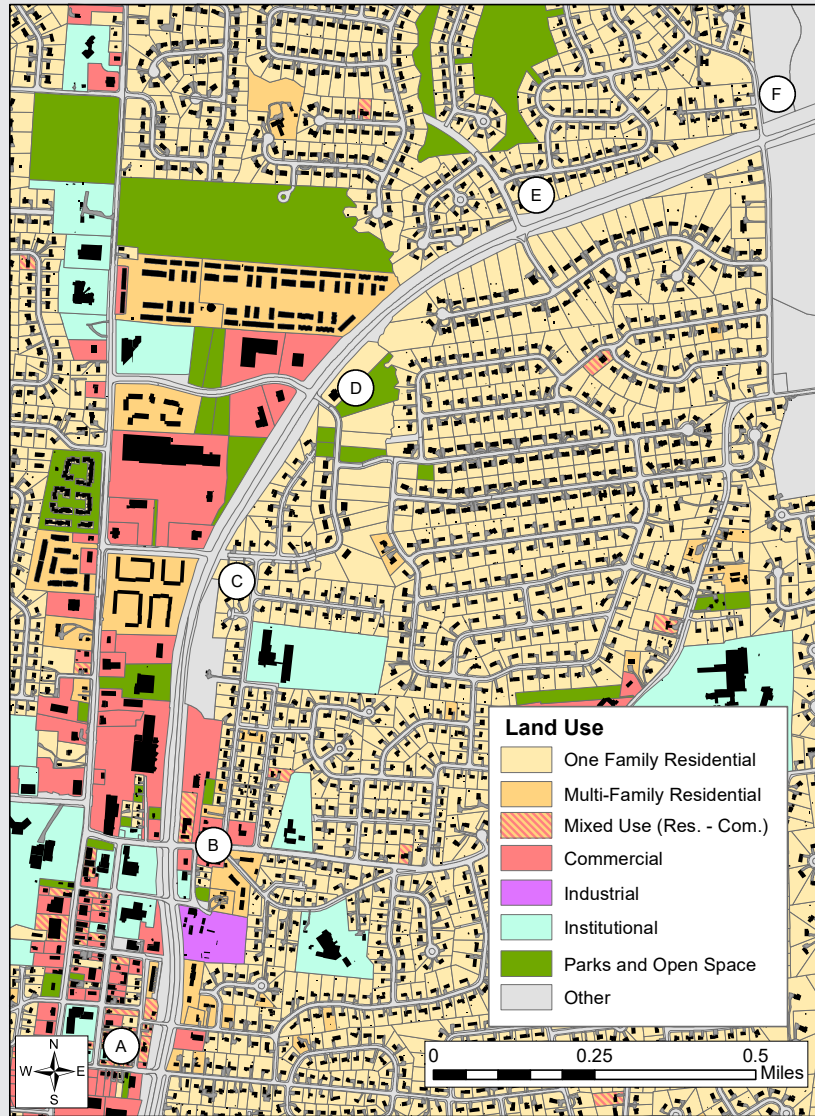 F
E
D
C
B
A
Land Use
One Family Residential
Multi-Family Residential
Mixed Use (Res. - Com.)
Commercial
Industrial
Institutional
Parks and Open Space
Other
N
W E
S
0 0.25 0.5
Miles